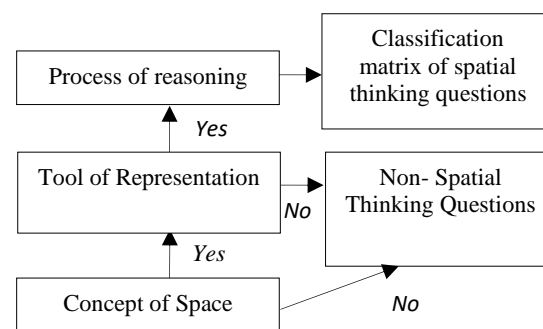 Classification
matrix of spatial
thinking questions
Process of reasoning
Yes
Tool of Representation
No
Non- Spatial
Thinking Questions
Yes
Concept of Space
No